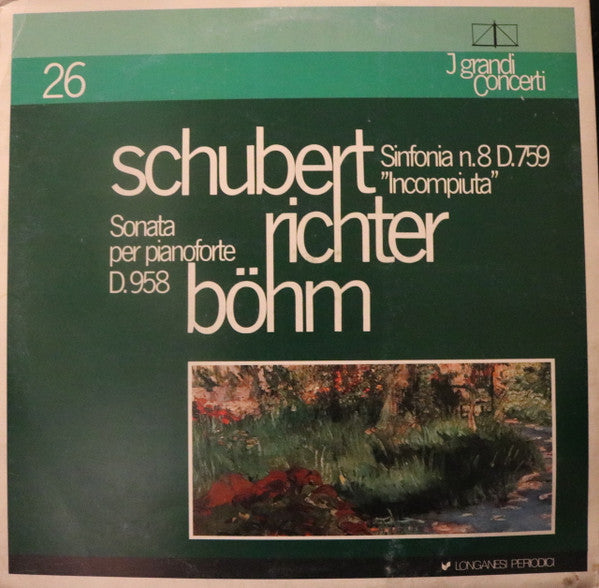 26
J grandi
concerti
schubert
Sinfonia n.8 D.759
"Incompiuta"
Sonata
per pianoforte
D.958
richter
böhm
LONGANESI PERIODICI